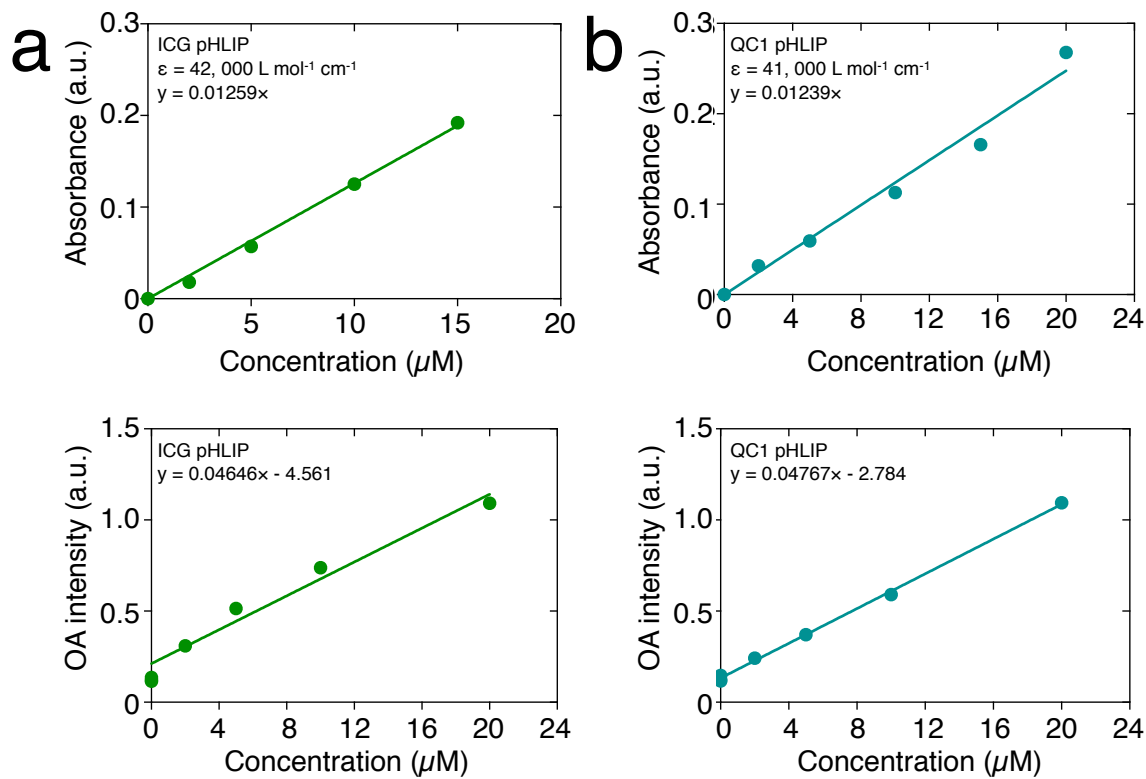 a
ICG pHLIP
ε = 42, 000 L mol⁻¹ cm⁻¹
y = 0.01259×
Absorbance (a.u.)
0.3
0.2
0.1
0
0 5 10 15 20
Concentration (µM)
b
QC1 pHLIP
ε = 41, 000 L mol⁻¹ cm⁻¹
y = 0.01239×
Absorbance (a.u.)
0.3
0.2
0.1
0
0 4 8 12 16 20 24
Concentration (µM)
ICG pHLIP
y = 0.04646× - 4.561
OA intensity (a.u.)
1.5
1.0
0.5
0
0 4 8 12 16 20 24
Concentration (µM)
QC1 pHLIP
y = 0.04767× - 2.784
OA intensity (a.u.)
1.5
1.0
0.5
0
0 4 8 12 16 20 24
Concentration (µM)